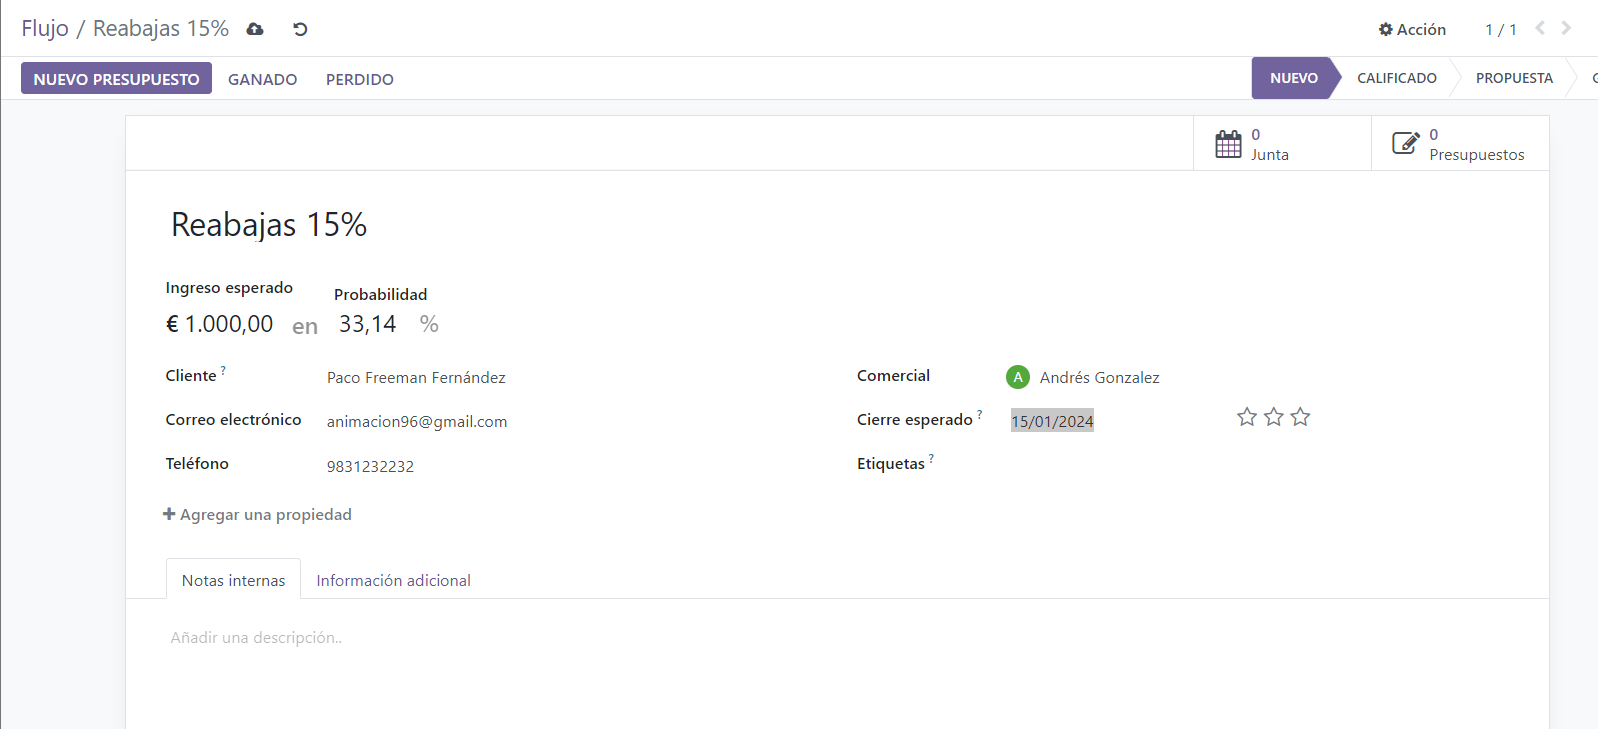 Flujo / Reabajas 15%
Acción
1 / 1
NUEVO PRESUPUESTO GANADO PERDIDO
NUEVO CALIFICADO PROPUESTA
0
Junta
0
Presupuestos
Reabajas 15%
Ingreso esperado
Probabilidad
€ 1.000,00 en 33,14 %
Cliente ? Paco Freeman Fernández
Correo electrónico animacion96@gmail.com
Teléfono 9831232232
Comercial A Andrés Gonzalez
Cierre esperado ? 15/01/2024
Etiquetas ?
+ Agregar una propiedad
Notas internas Información adicional
Añadir una descripción..